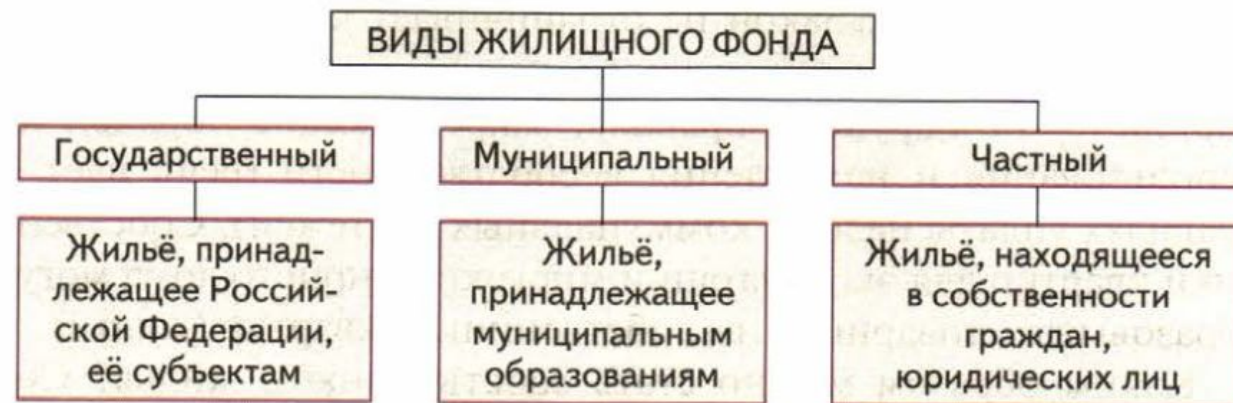 ВИДЫ ЖИЛИЩНОГО ФОНДА
Государственный
Муниципальный
Частный
Жильё, принад-
лежащее Россий-
ской Федерации,
её субъектам
Жильё,
принадлежащее
муниципальным
образованиям
Жильё, находящееся
в собственности
граждан,
юридических лиц